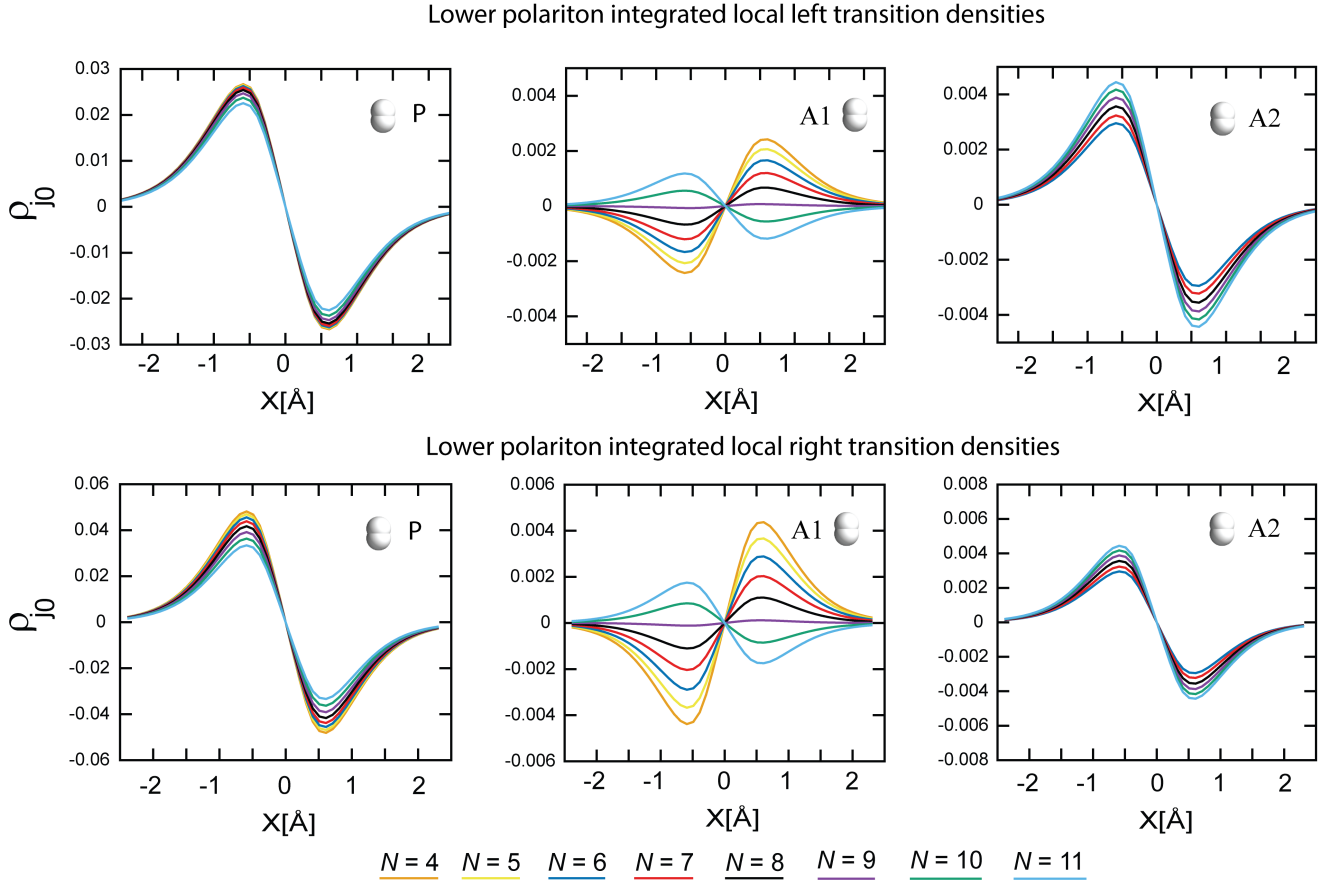 Lower polariton integrated local left transition densities
0.03
0.02
0.01
0
-0.01
-0.02
-0.03
ρj0
P
-2 -1 0 1 2
X[Å]
0.004
0.002
0
-0.002
-0.004
A1
-2 -1 0 1 2
X[Å]
0.004
0.002
0
-0.002
-0.004
A2
-2 -1 0 1 2
X[Å]
Lower polariton integrated local right transition densities
0.06
0.04
0.02
0
-0.02
-0.04
-0.06
ρj0
P
-2 -1 0 1 2
X[Å]
0.006
0.004
0.002
0
-0.002
-0.004
-0.006
A1
-2 -1 0 1 2
X[Å]
0.008
0.006
0.004
0.002
0
-0.002
-0.004
-0.006
-0.008
A2
-2 -1 0 1 2
X[Å]
N = 4 N = 5 N = 6 N = 7 N = 8 N = 9 N = 10 N = 11